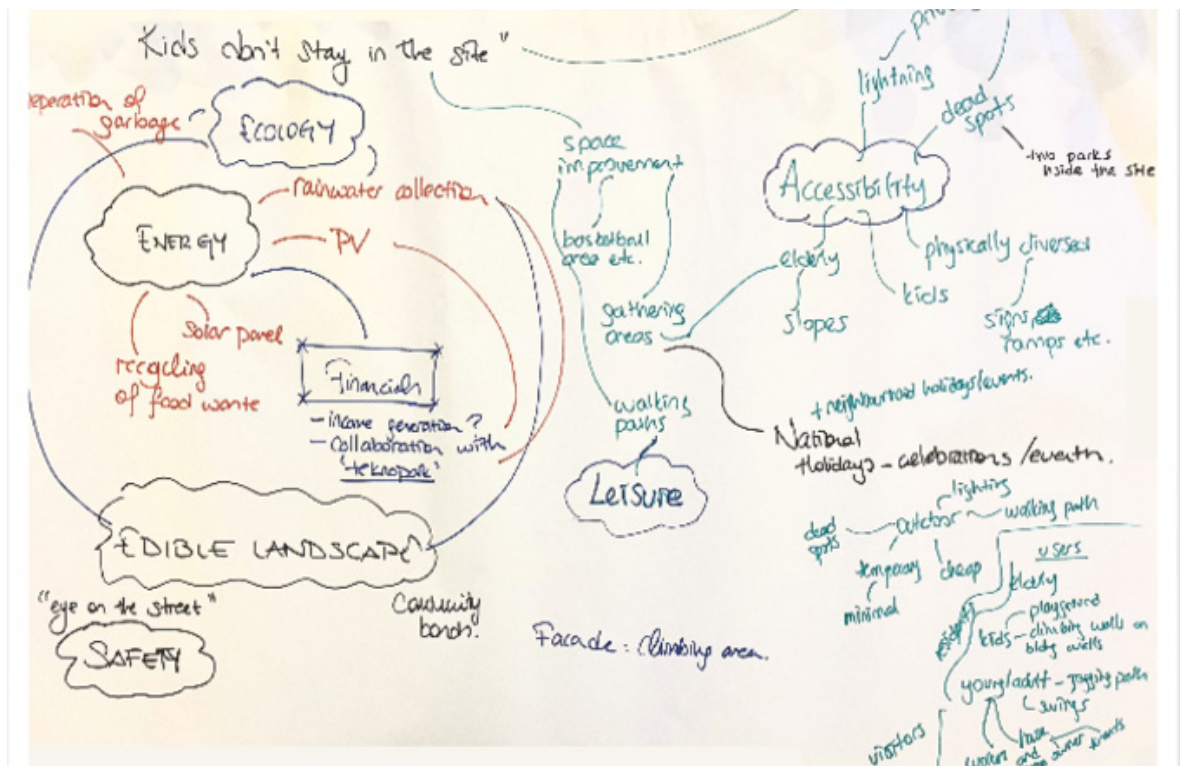 Kids don't stay in the site"
seperation of
garbage
ECOLOGY
rainwater collection
ENERGY
PV
Solar panel
recycling
of food waste
Financials
- income generation?
- collaboration with
'teknopark'
EDIBLE LANDSCAPE
"eye on the street"
SAFETY
Community
bonds.
space
improvement
basketball
area etc.
gathering
areas
walking
paths
LEISURE
Facade : climbing area.
lightning
dead
spots
two parks
inside the site
Accessibility
elderly
slopes
kids
physically diversed
signs,
ramps etc.
+ neighbourhood holidays/events.
National
Holidays - celebrations/events.
lighting
outdoor
walking path
dead
spots
temporary
cheap
minimal
users
residents
elderly
kids - playground
- climbing walls on
bldg walls
young/adult - jogging path
swings
visitors
and
events